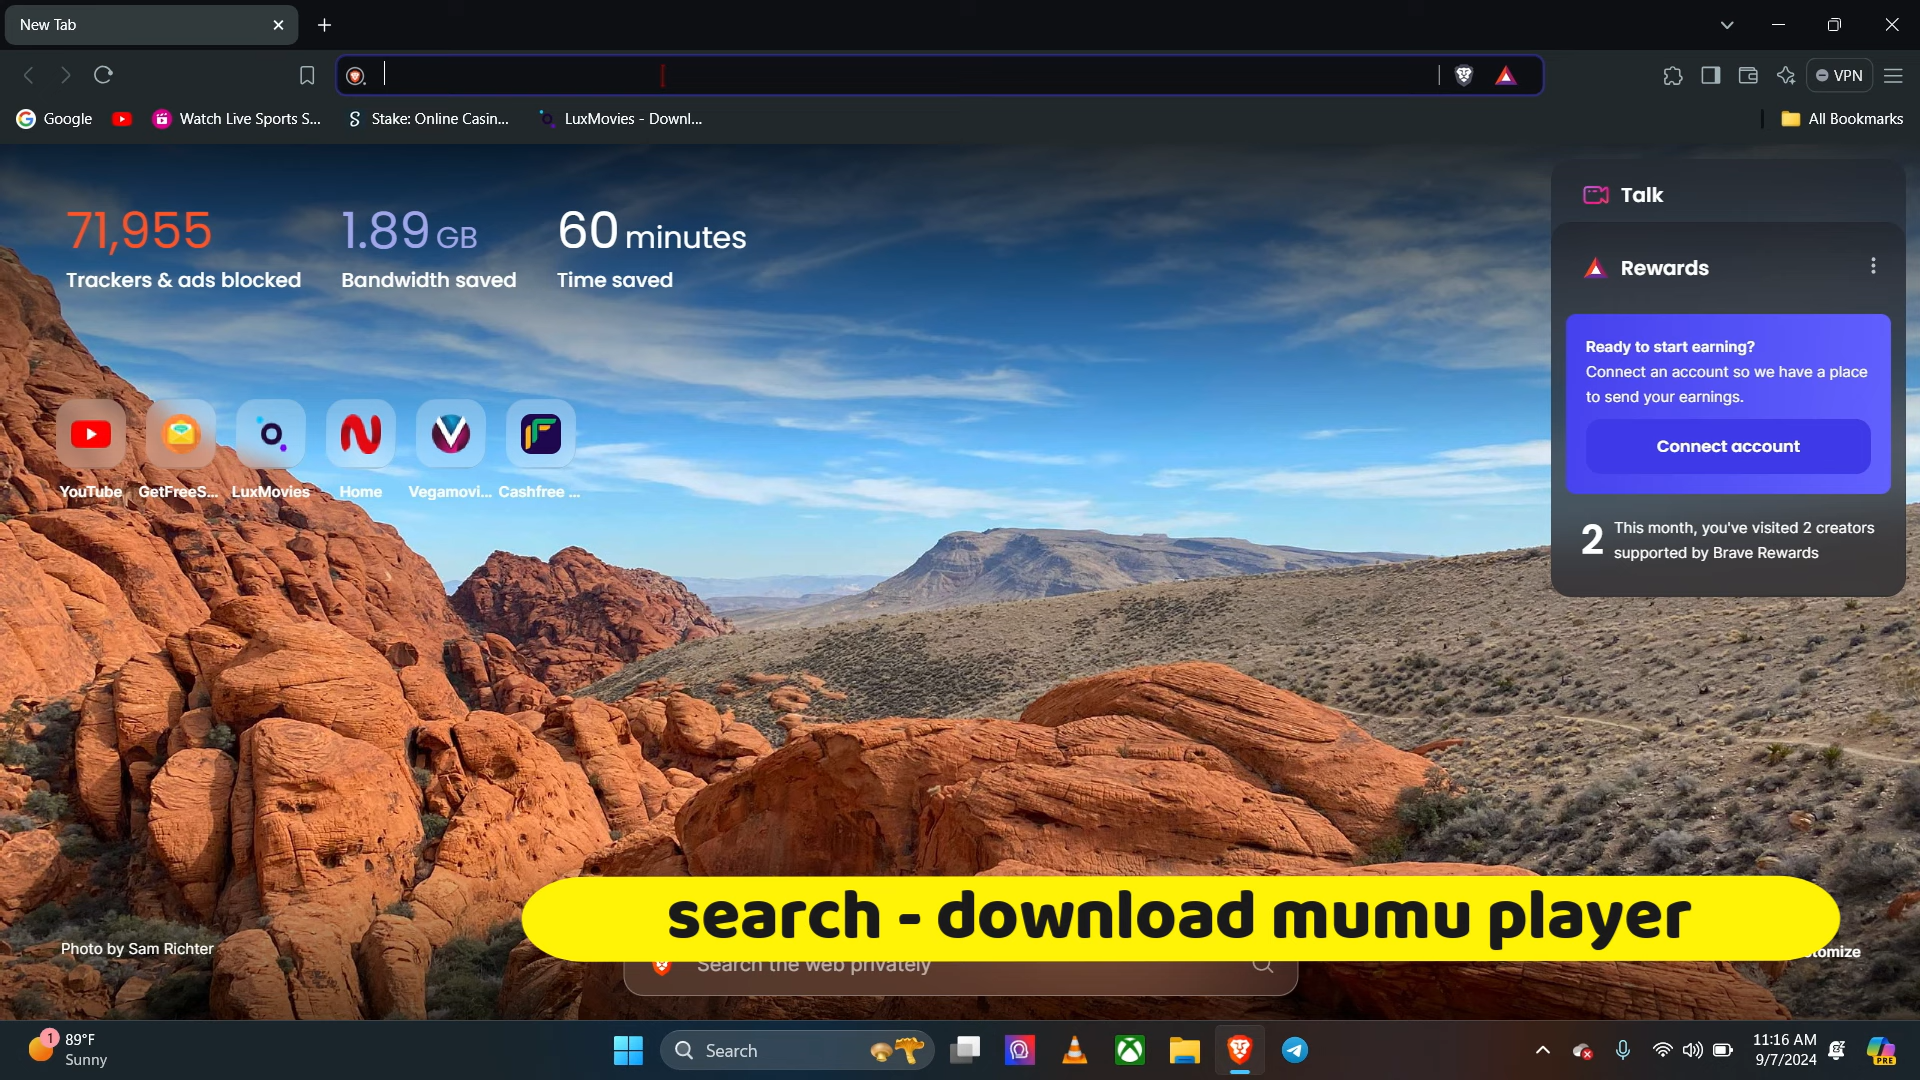 New Tab
VPN
Google
Watch Live Sports S...
Stake: Online Casin...
LuxMovies - Downl...
All Bookmarks
71,955
Trackers & ads blocked
1.89 GB
Bandwidth saved
60 minutes
Time saved
Talk
Rewards
Ready to start earning?
Connect an account so we have a place
to send your earnings.
Connect account
2
This month, you've visited 2 creators
supported by Brave Rewards
YouTube
GetFreeS...
LuxMovies
Home
Vegamovi...
Cashfree ...
search - download mumu player
Photo by Sam Richter
Search the web privately
tomize
1
89°F
Sunny
Search
11:16 AM
9/7/2024
PRE